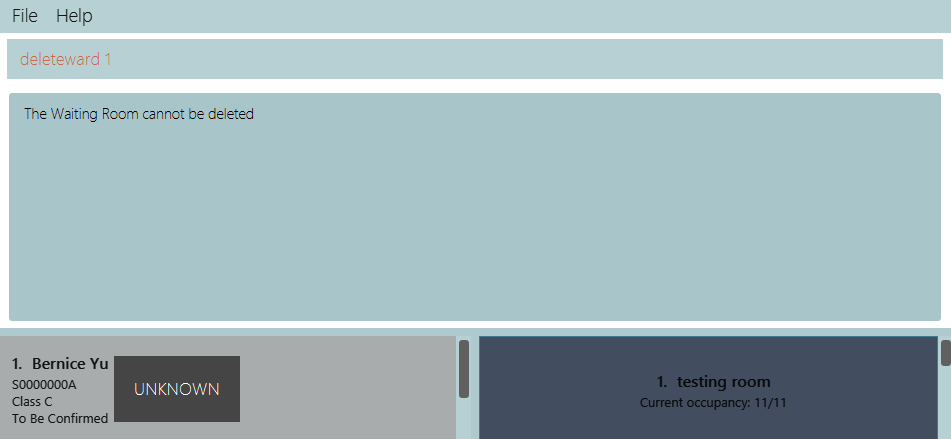 File Help
deleteward 1
The Waiting Room cannot be deleted
1. Bernice Yu
S0000000A
Class C
To Be Confirmed
UNKNOWN
1. testing room
Current occupancy: 11/11